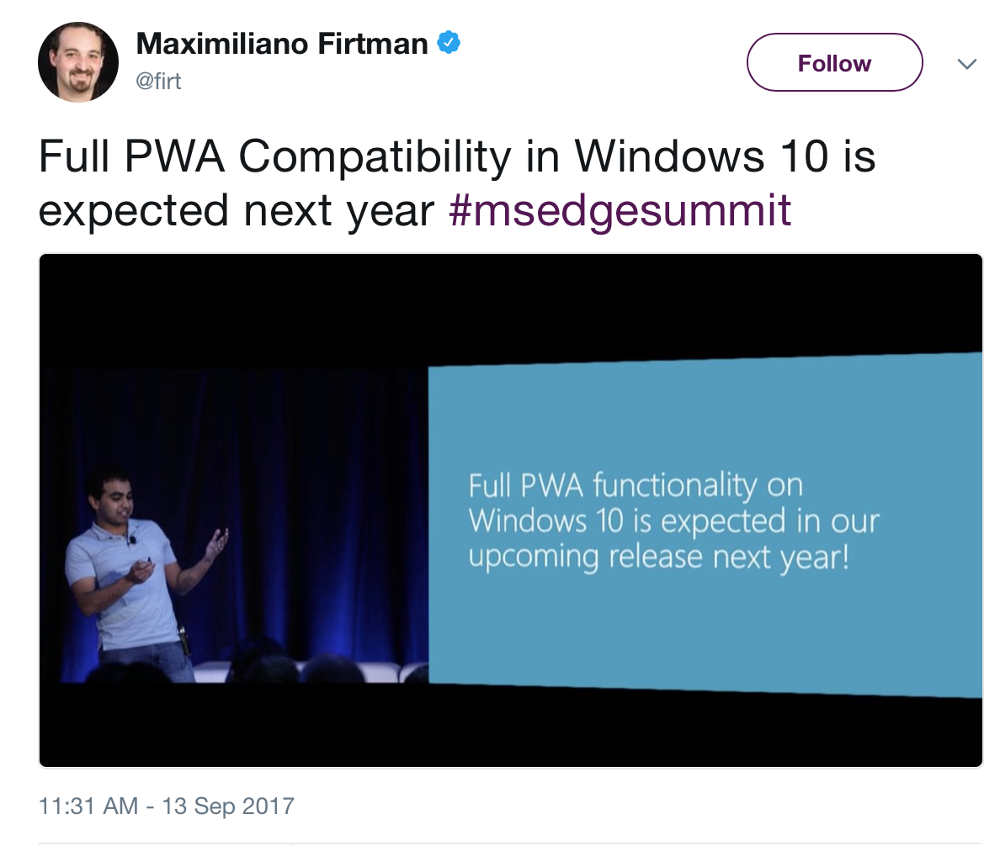 Maximiliano Firtman
@firt
Follow
Full PWA Compatibility in Windows 10 is
expected next year #msedgesummit
Full PWA functionality on
Windows 10 is expected in our
upcoming release next year!
11:31 AM - 13 Sep 2017